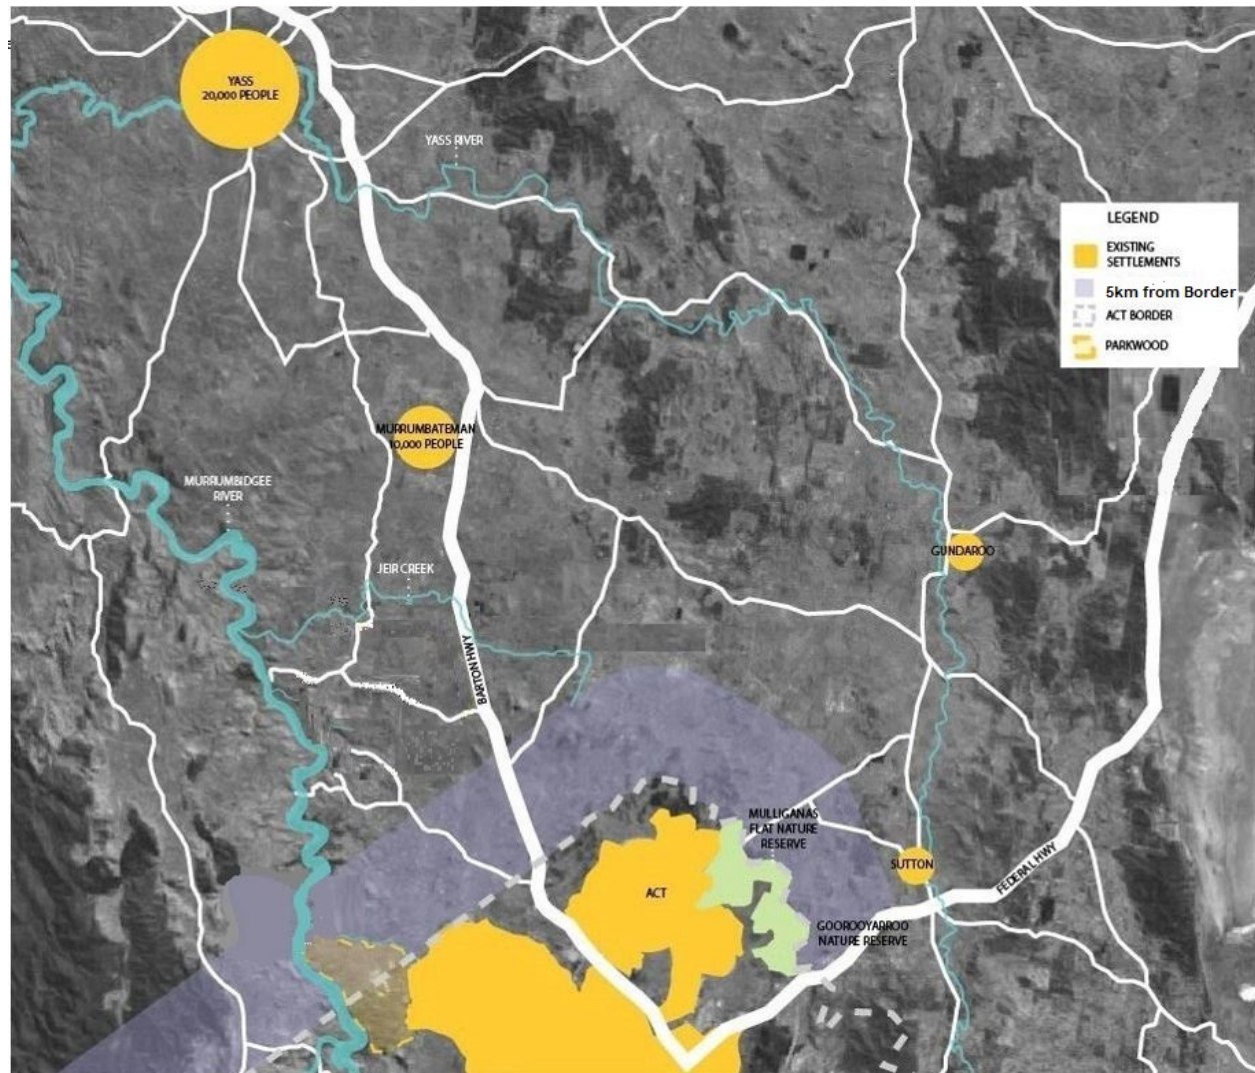 YASS
20,000 PEOPLE
YASS RIVER
LEGEND
EXISTING
SETTLEMENTS
5km from Border
ACT BORDER
PARKWOOD
MURRUMBATEMAN
10,000 PEOPLE
MURRUMBIDGEE
RIVER
GUNDAROO
JEIR CREEK
BARTON HWY
MULLIGANAS
FLAT NATURE
RESERVE
SUTTON
FEDERAL HWY
ACT
GOOROOYARROO
NATURE RESERVE